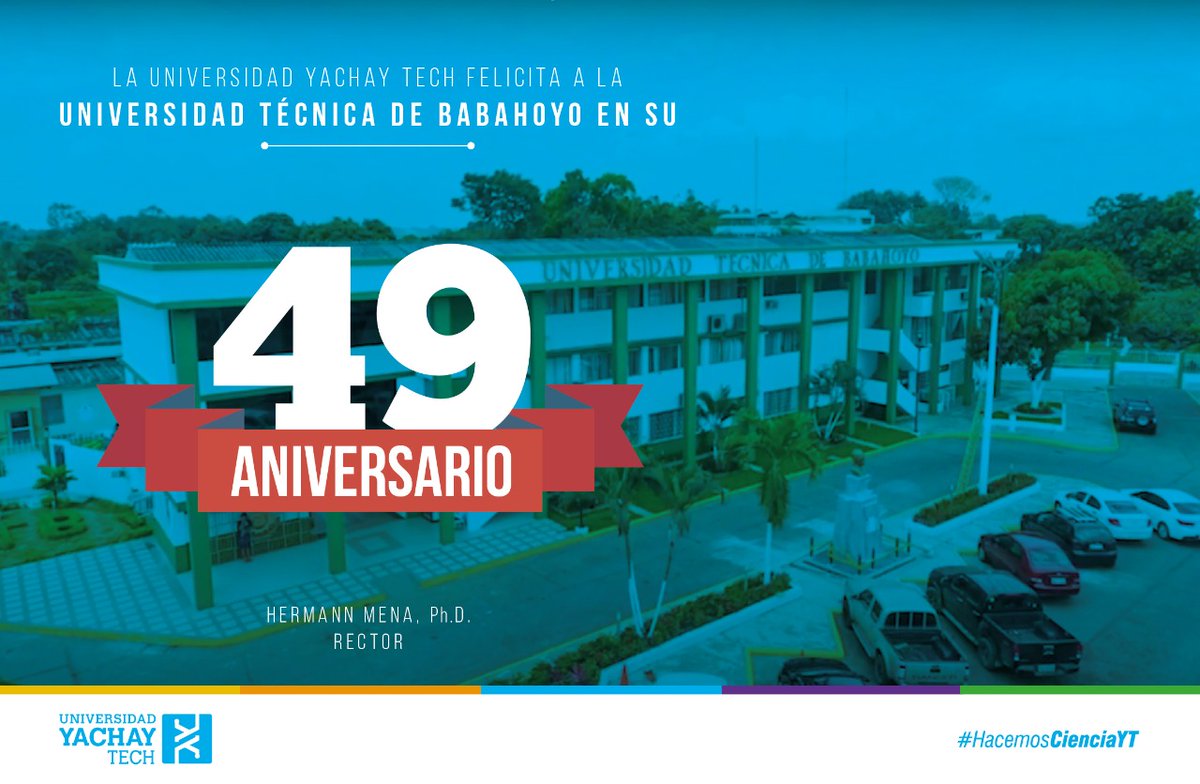 LA UNIVERSIDAD YACHAY TECH FELICITA A LA
UNIVERSIDAD TÉCNICA DE BABAHOYO EN SU
UNIVERSIDAD TECNICA DE BABAHOYO
49
ANIVERSARIO
HERMANN MENA, Ph.D.
RECTOR
UNIVERSIDAD
YACHAY
TECH
#HacemosCienciaYT